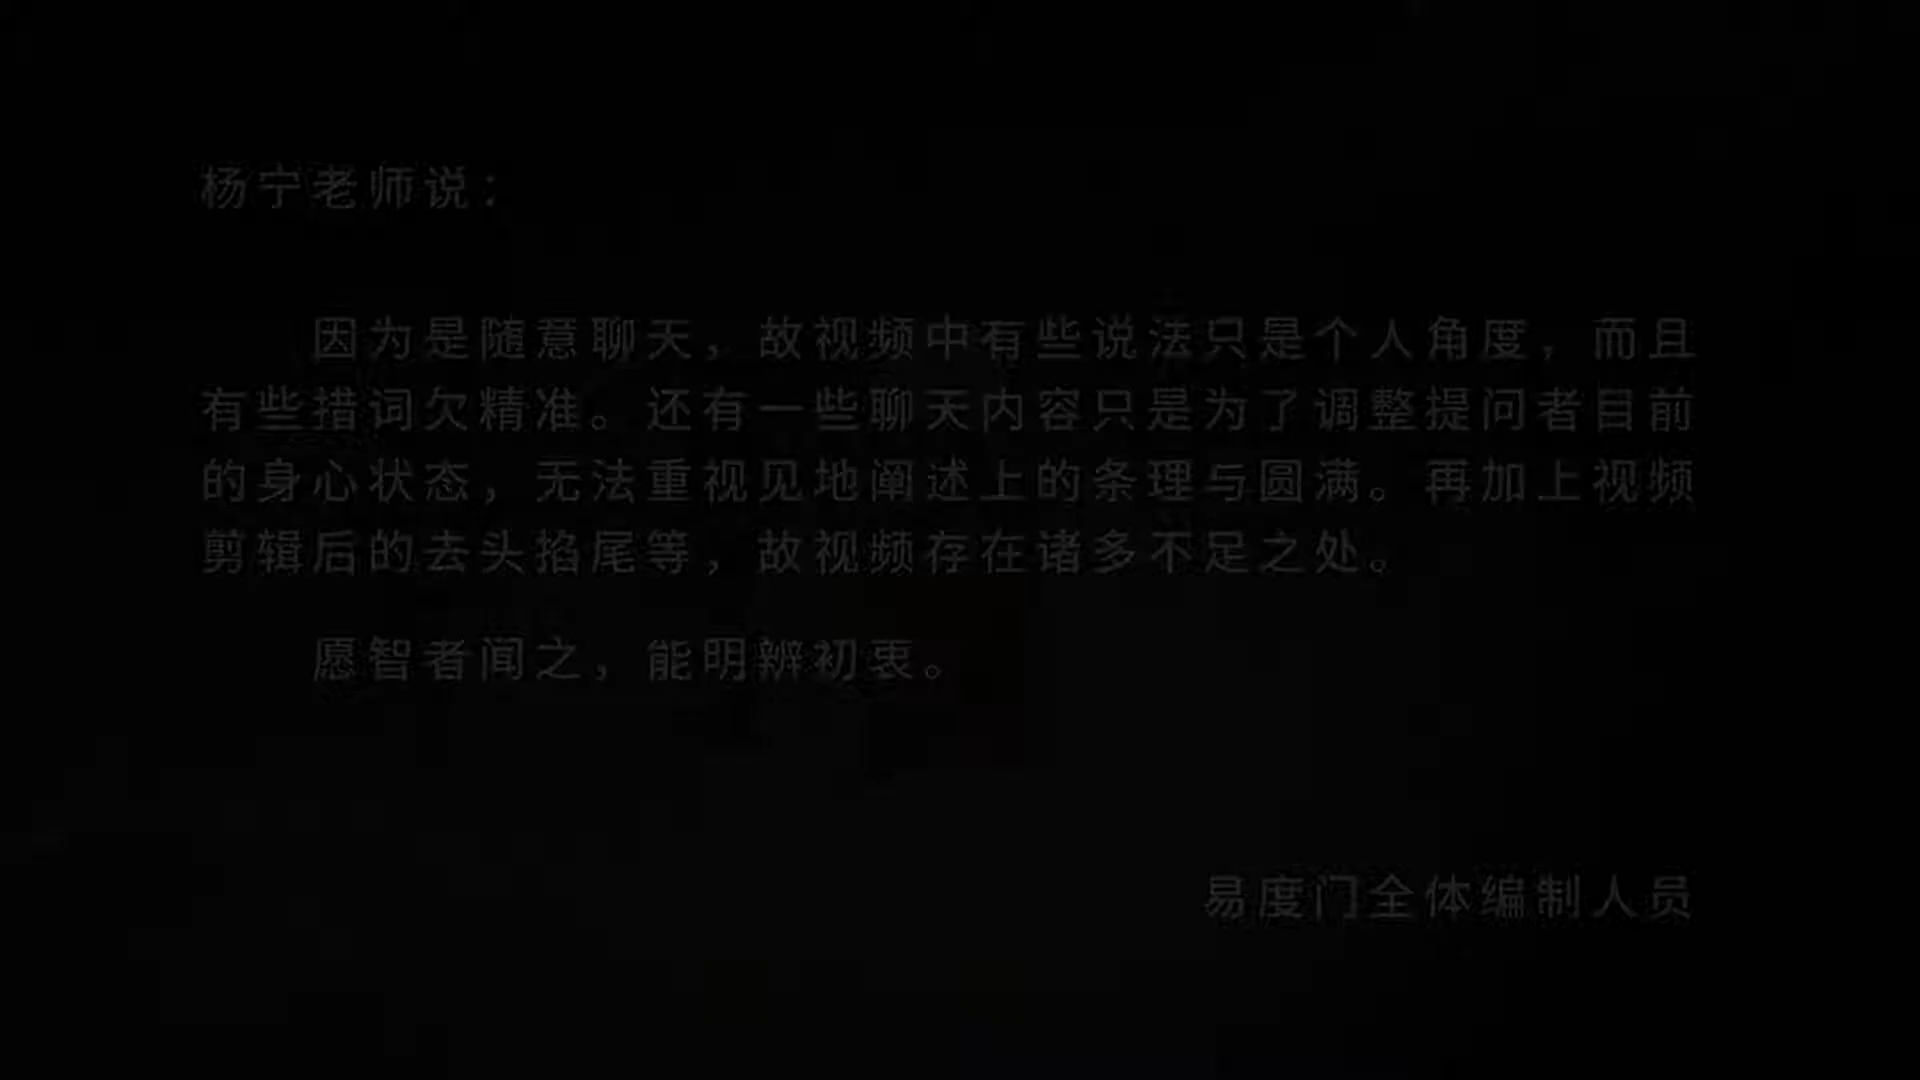 杨宁老师说：
因为是随意聊天，故视频中有些说法只是个人角度，而且
有些措词欠精准。还有一些聊天内容只是为了调整提问者目前
的身心状态，无法重视见地阐述上的条理与圆满。再加上视频
剪辑后的去头掐尾等，故视频存在诸多不足之处。
愿智者闻之，能明辨初衷。
易度门全体编制人员